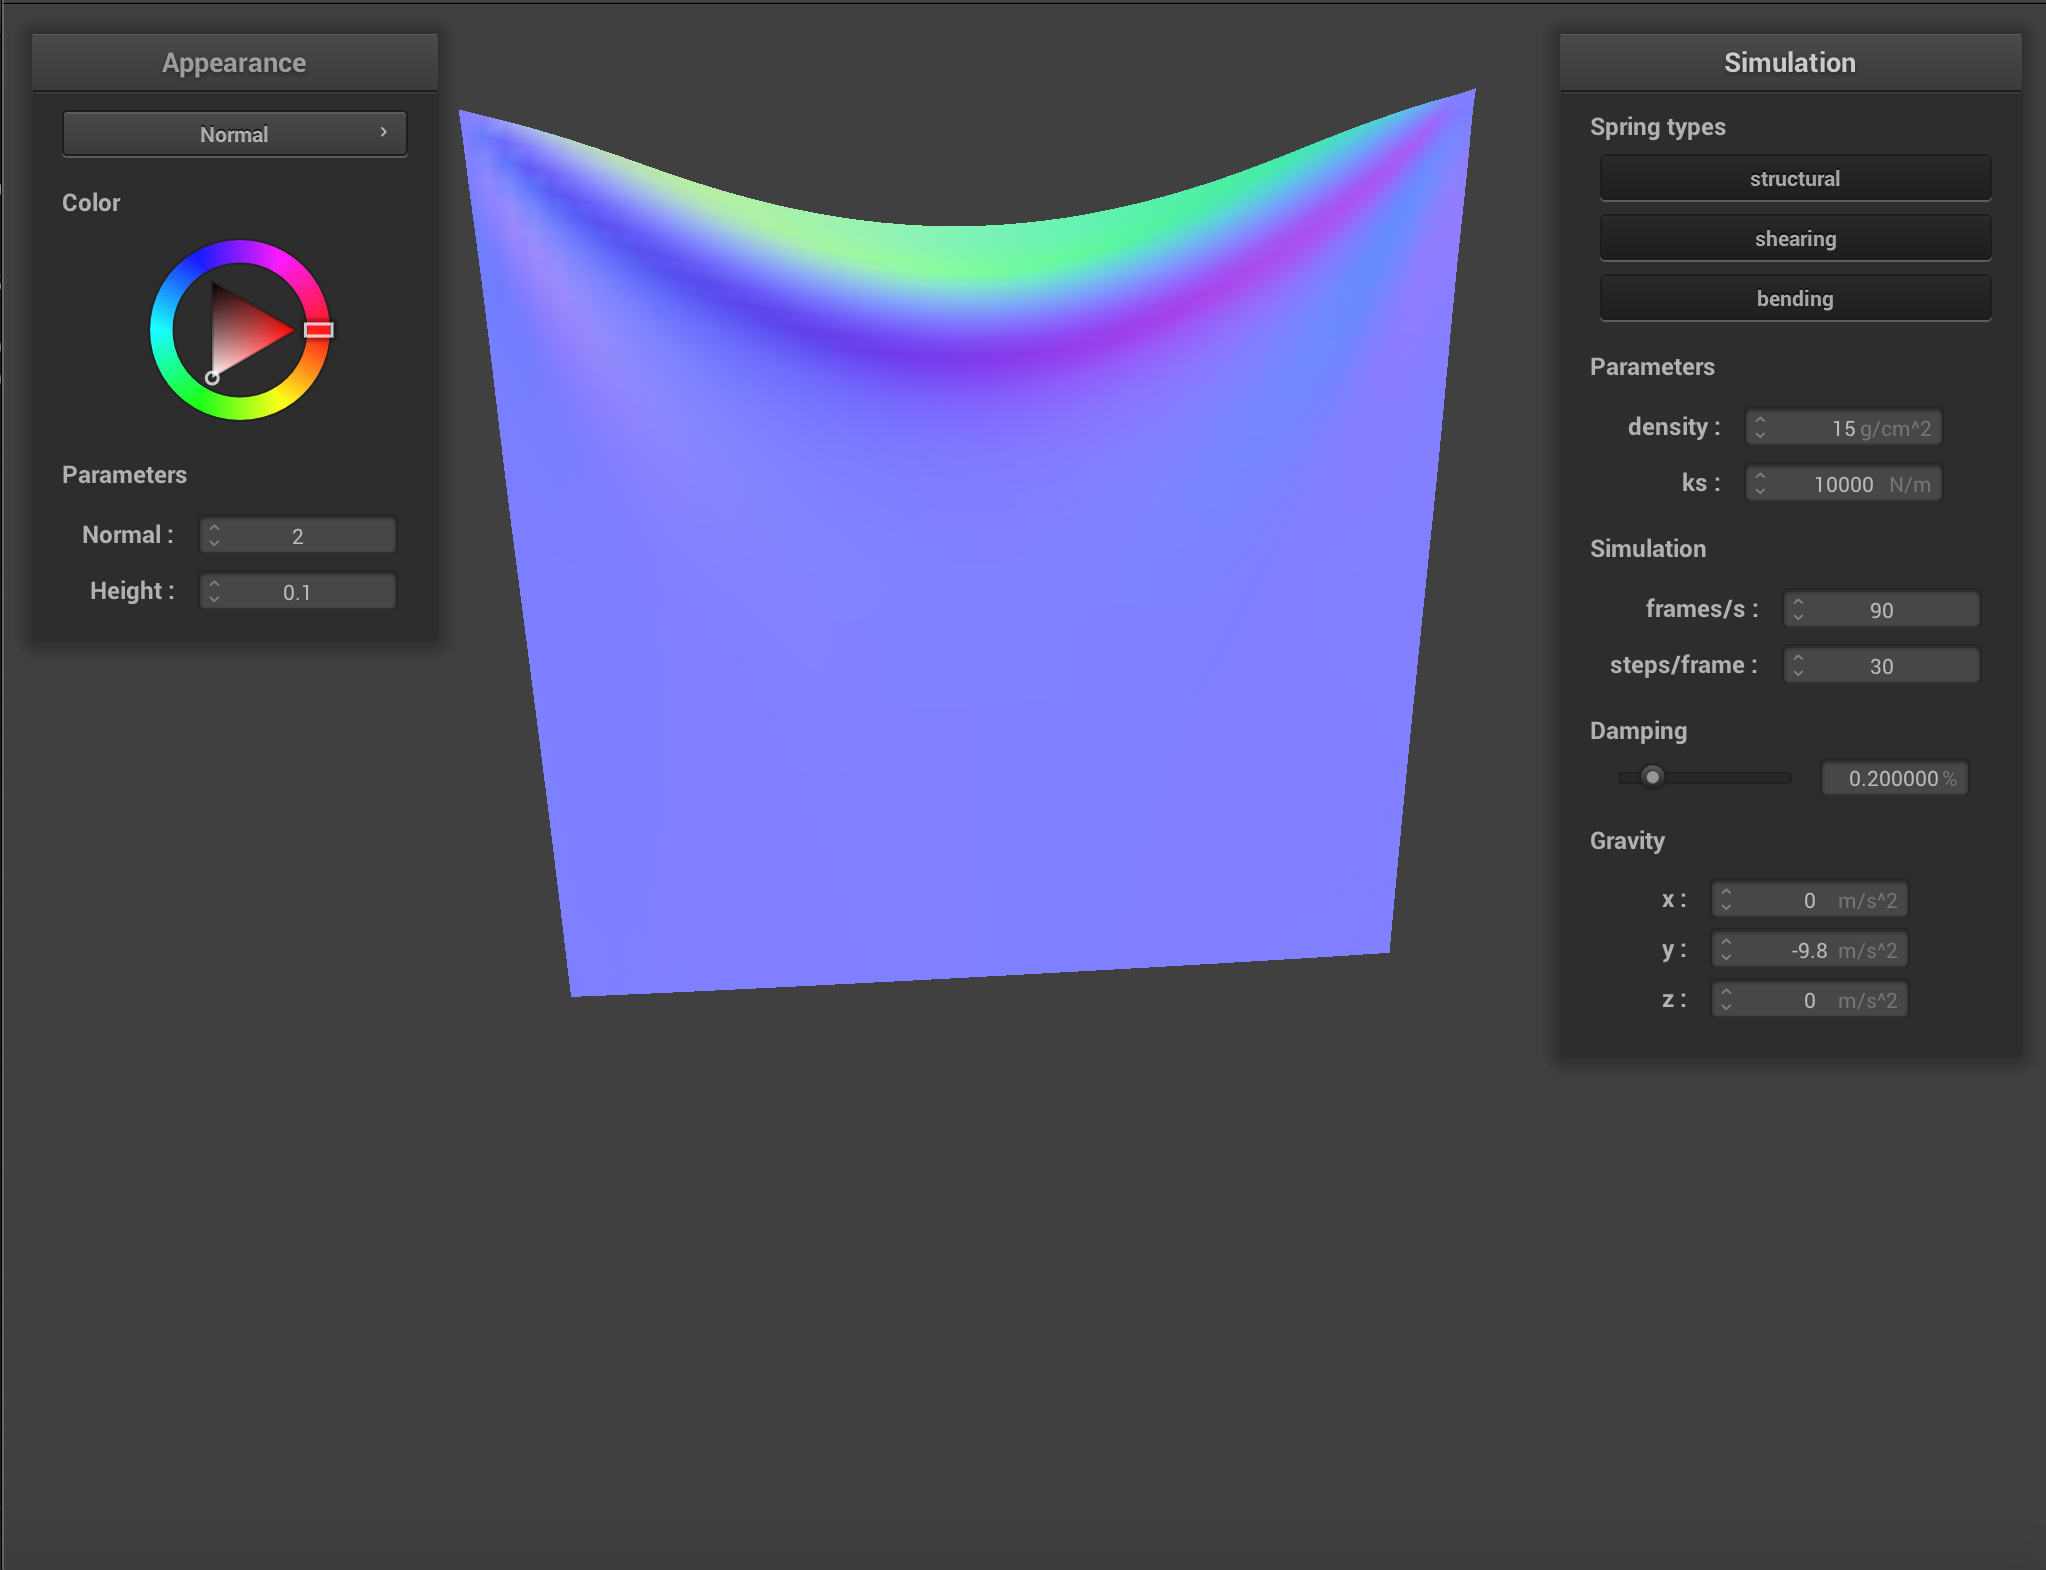 Appearance
Normal
Color
Parameters
Normal : 2
Height : 0.1
Simulation
Spring types
structural
shearing
bending
Parameters
density : 15 g/cm^2
ks : 10000 N/m
Simulation
frames/s : 90
steps/frame : 30
Damping
0.200000 %
Gravity
x : 0 m/s^2
y : -9.8 m/s^2
z : 0 m/s^2